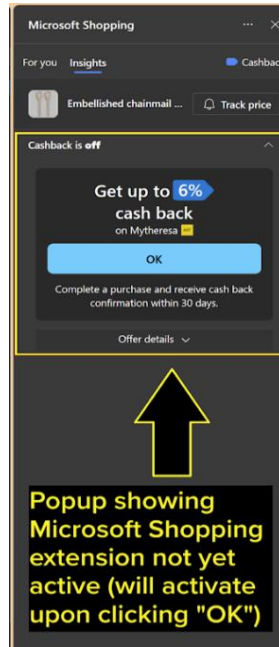 Microsoft Shopping
For you Insights Cashbac
Embellished chainmail ... Track price
Cashback is off
Get up to 6%
cash back
on Mytheresa
OK
Complete a purchase and receive cash back
confirmation within 30 days.
Offer details
Popup showing
Microsoft Shopping
extension not yet
active (will activate
upon clicking "OK")